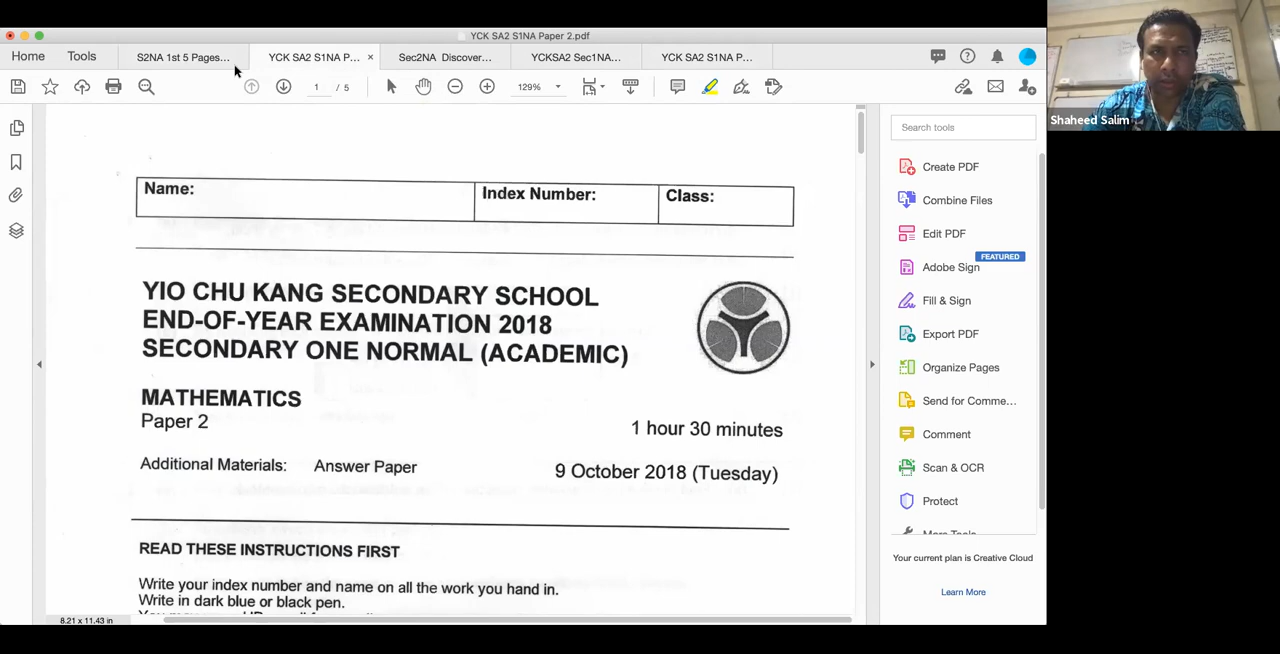 YCK SA2 S1NA Paper 2.pdf
Home
Tools
S2NA 1st 5 Pages...
YCK SA2 S1NA P... ×
Sec2NA Discover...
YCKSA2 Sec1NA...
YCK SA2 S1NA P...
1 / 5
129%
Shaheed Salim
Name:
Index Number:
Class:
YIO CHU KANG SECONDARY SCHOOL
END-OF-YEAR EXAMINATION 2018
SECONDARY ONE NORMAL (ACADEMIC)
MATHEMATICS
Paper 2
1 hour 30 minutes
Additional Materials: Answer Paper
9 October 2018 (Tuesday)
READ THESE INSTRUCTIONS FIRST
Write your index number and name on all the work you hand in.
Write in dark blue or black pen.
8.21 x 11.43 in
Search tools
Create PDF
Combine Files
Edit PDF
FEATURED
Adobe Sign
Fill & Sign
Export PDF
Organize Pages
Send for Comme...
Comment
Scan & OCR
Protect
More Tools
Your current plan is Creative Cloud
Learn More